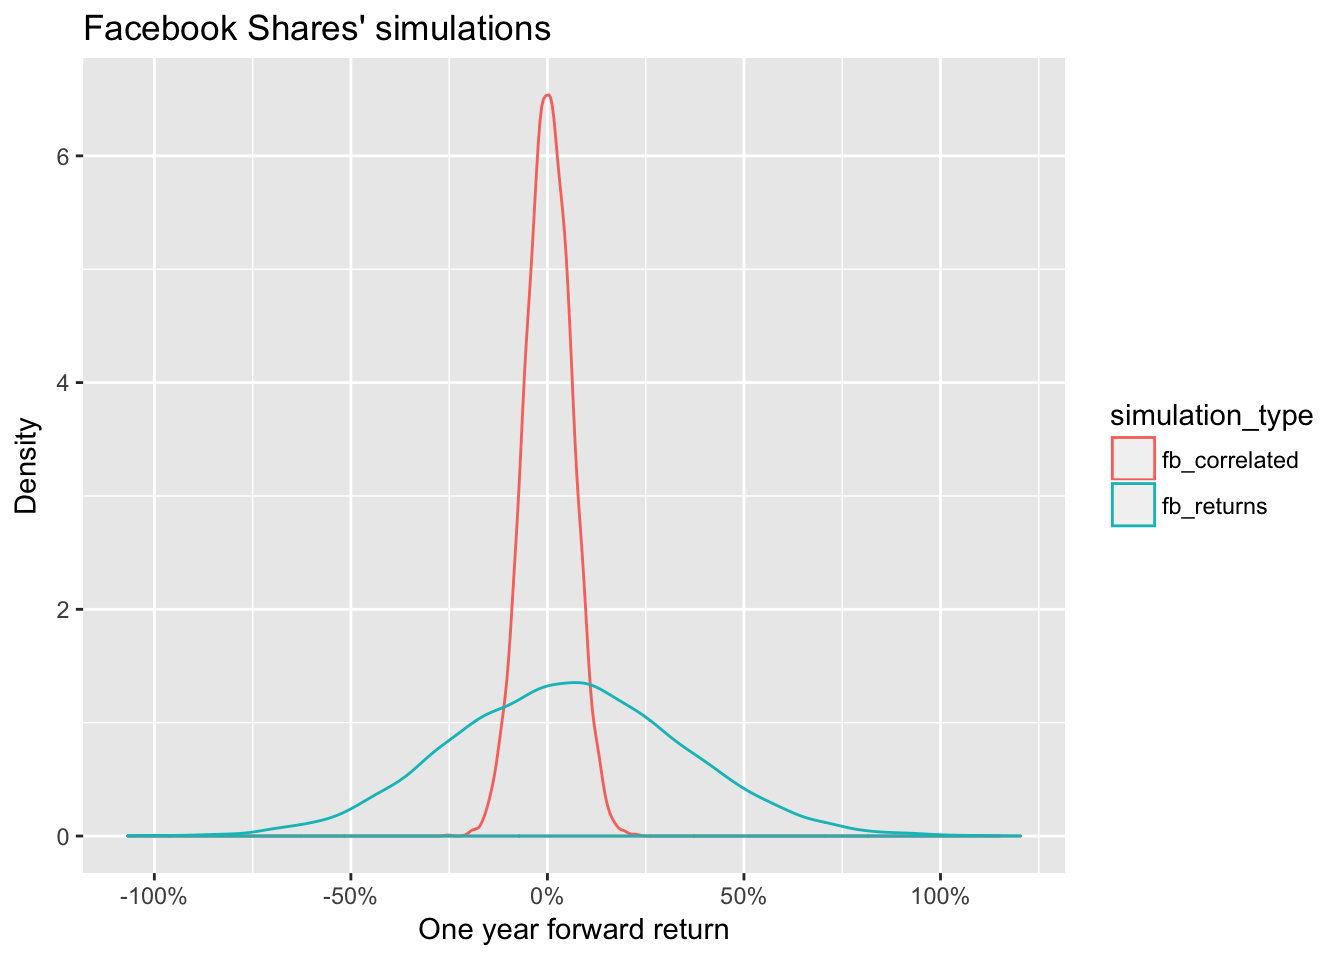 Facebook Shares' simulations
6
4
2
0
Density
-100% -50% 0% 50% 100%
One year forward return
simulation_type
fb_correlated
fb_returns